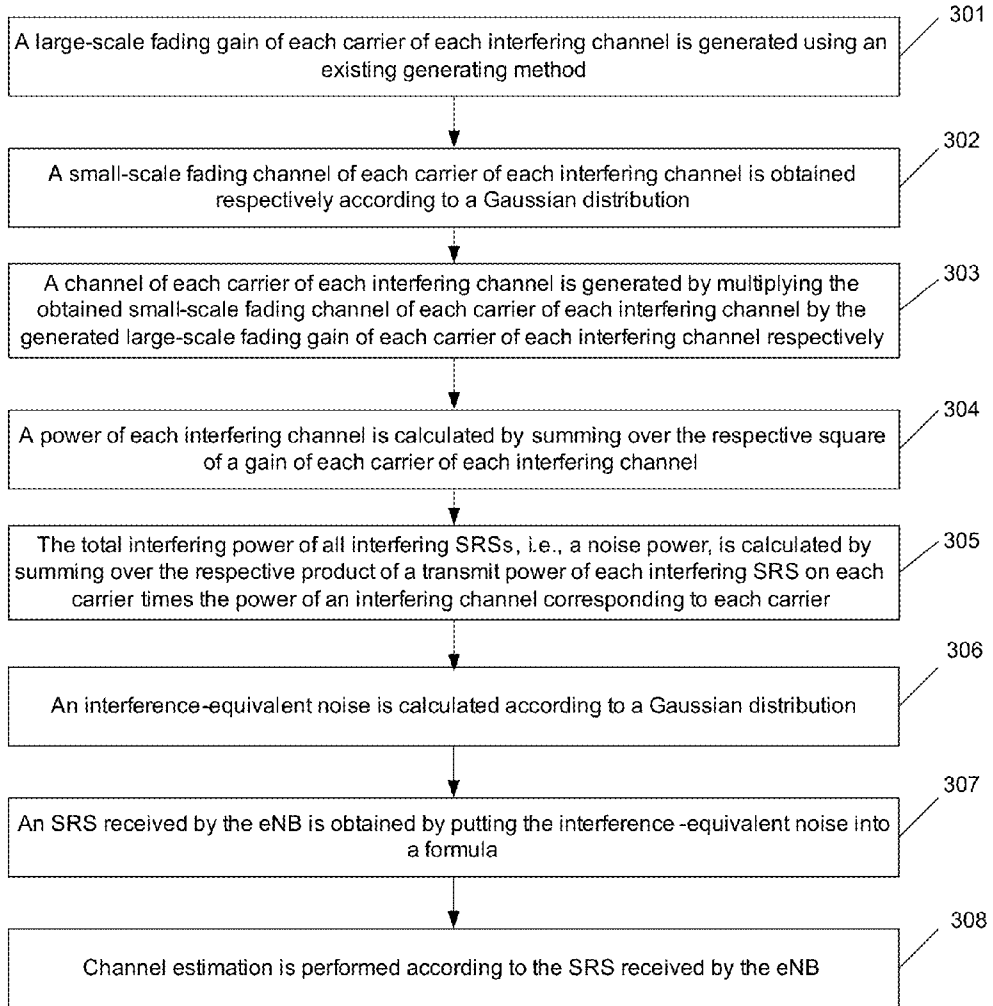 301
A large-scale fading gain of each carrier of each interfering channel is generated using an
existing generating method
302
A small-scale fading channel of each carrier of each interfering channel is obtained
respectively according to a Gaussian distribution
303
A channel of each carrier of each interfering channel is generated by multiplying the
obtained small-scale fading channel of each carrier of each interfering channel by the
generated large-scale fading gain of each carrier of each interfering channel respectively
304
A power of each interfering channel is calculated by summing over the respective square
of a gain of each carrier of each interfering channel
305
The total interfering power of all interfering SRSs, i.e., a noise power, is calculated by
summing over the respective product of a transmit power of each interfering SRS on each
carrier times the power of an interfering channel corresponding to each carrier
306
An interference-equivalent noise is calculated according to a Gaussian distribution
307
An SRS received by the eNB is obtained by putting the interference -equivalent noise into
a formula
308
Channel estimation is performed according to the SRS received by the eNB